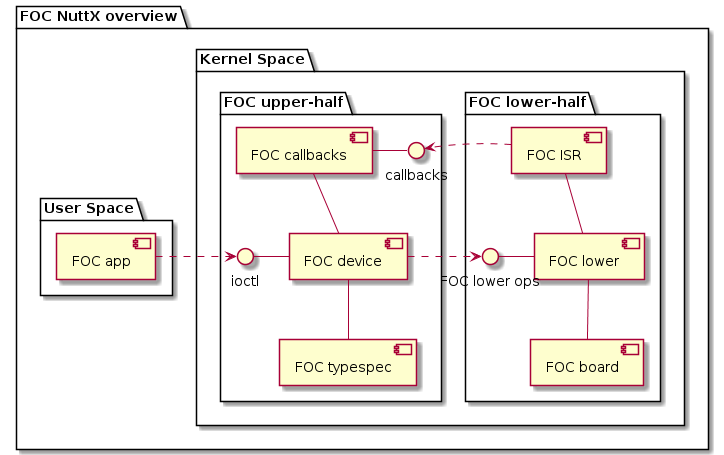 FOC NuttX overview
Kernel Space
FOC upper-half
FOC lower-half
FOC callbacks
callbacks
FOC ISR
User Space
FOC app
ioctl
FOC device
FOC lower ops
FOC lower
FOC typespec
FOC board